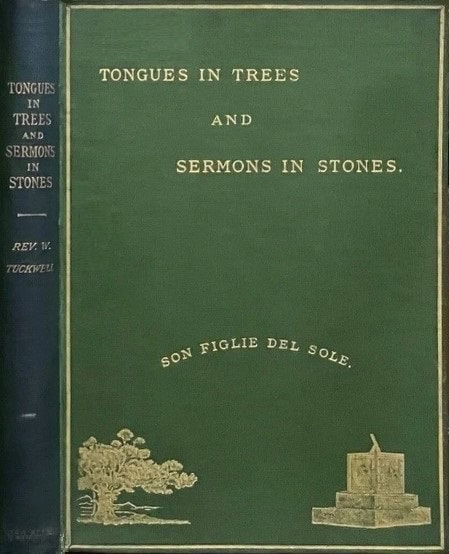 TONGUES
IN
TREES
AND
SERMONS
IN
STONES
REV. W.
TUCKWELL
TONGUES IN TREES
AND
SERMONS IN STONES.
SON FIGLIE DEL SOLE.